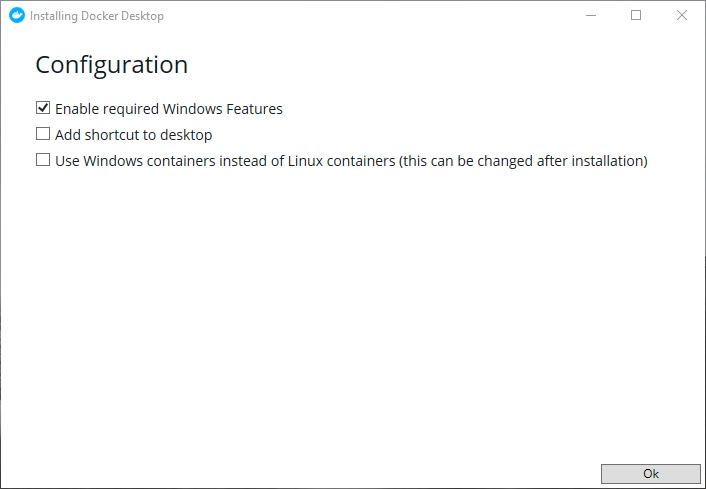 Installing Docker Desktop
Configuration
Enable required Windows Features
Add shortcut to desktop
Use Windows containers instead of Linux containers (this can be changed after installation)
Ok